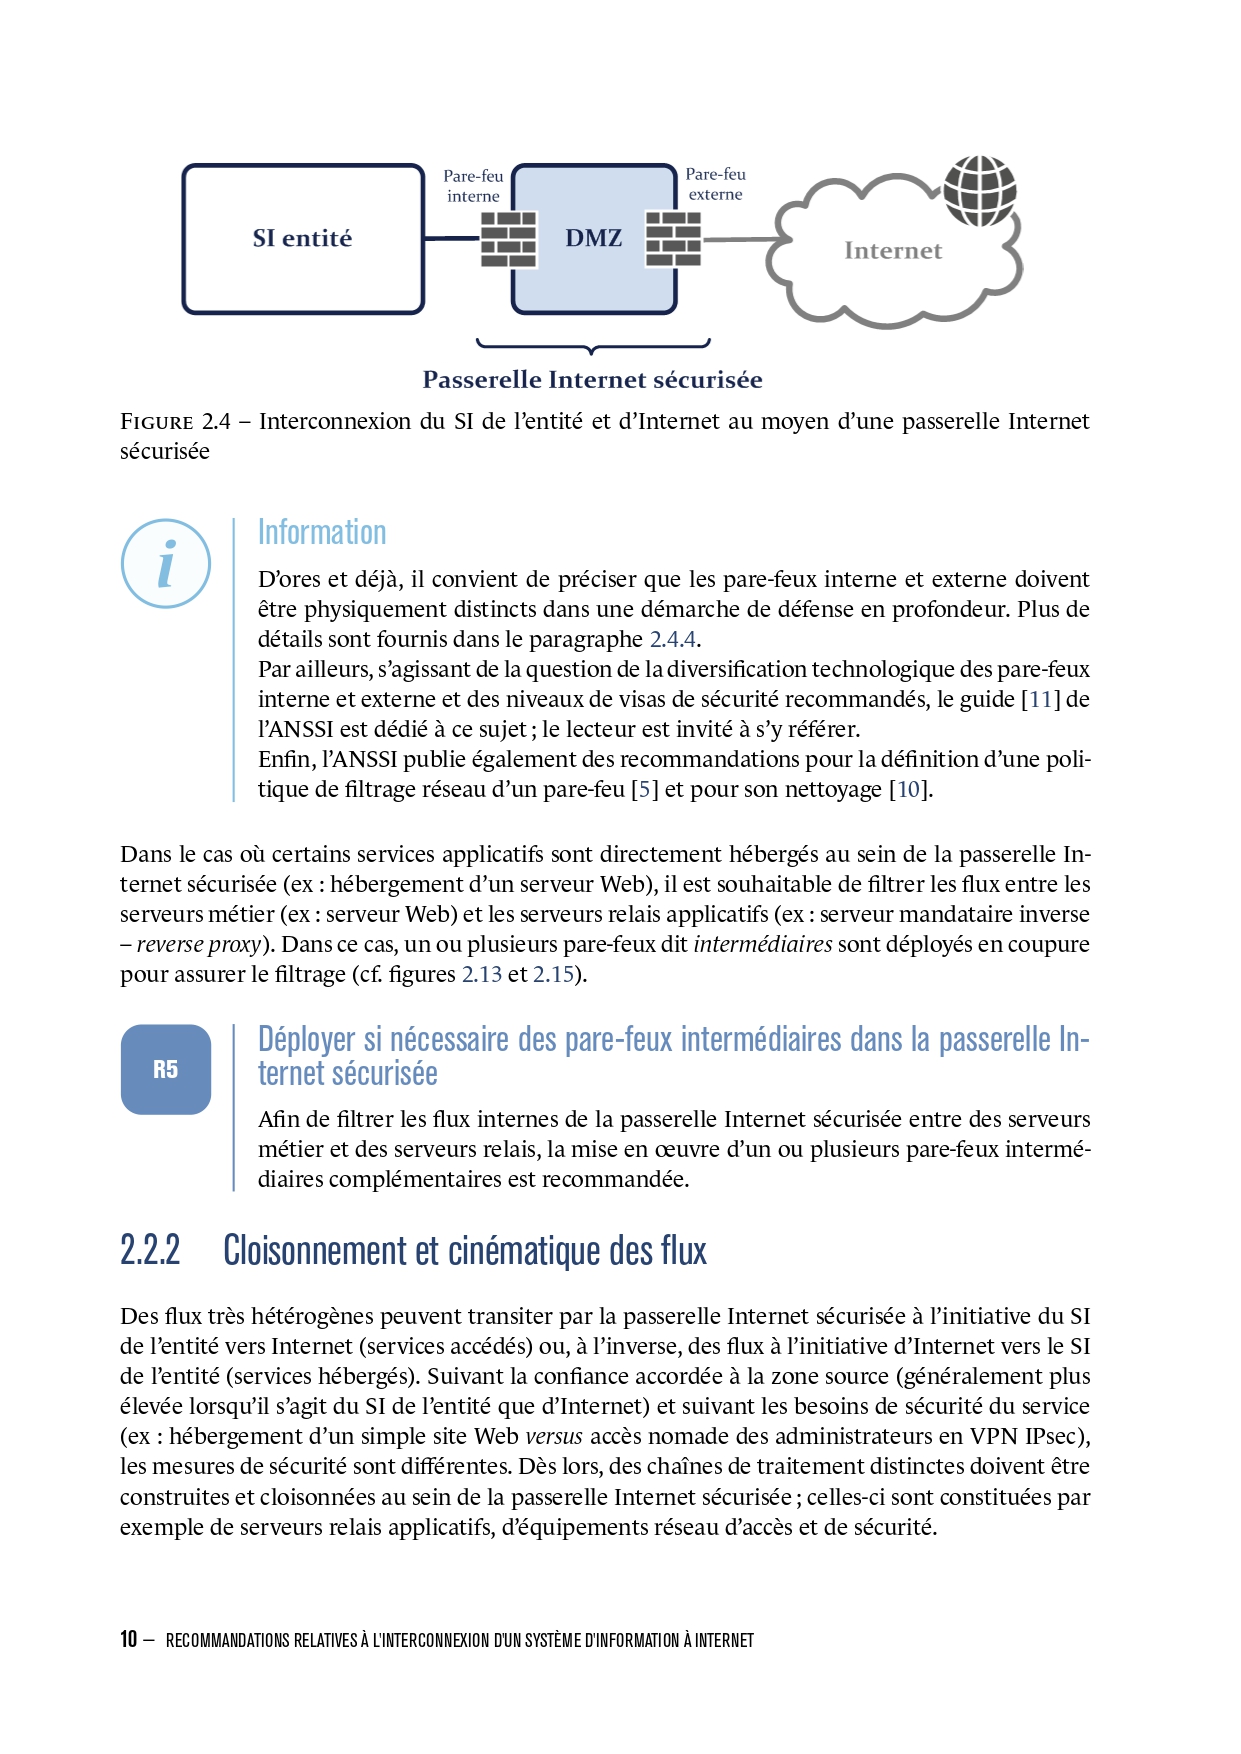 Pare-feu
interne
Pare-feu
externe
SI entité
DMZ
Internet
Passerelle Internet sécurisée
FIGURE 2.4 – Interconnexion du SI de l’entité et d’Internet au moyen d’une passerelle Internet
sécurisée
i
Information
D’ores et déjà, il convient de préciser que les pare-feux interne et externe doivent
être physiquement distincts dans une démarche de défense en profondeur. Plus de
détails sont fournis dans le paragraphe 2.4.4.
Par ailleurs, s’agissant de la question de la diversification technologique des pare-feux
interne et externe et des niveaux de visas de sécurité recommandés, le guide [11] de
l’ANSSI est dédié à ce sujet ; le lecteur est invité à s’y référer.
Enfin, l’ANSSI publie également des recommandations pour la définition d’une poli-
tique de filtrage réseau d’un pare-feu [5] et pour son nettoyage [10].
Dans le cas où certains services applicatifs sont directement hébergés au sein de la passerelle In-
ternet sécurisée (ex : hébergement d’un serveur Web), il est souhaitable de filtrer les flux entre les
serveurs métier (ex : serveur Web) et les serveurs relais applicatifs (ex : serveur mandataire inverse
– reverse proxy). Dans ce cas, un ou plusieurs pare-feux dit intermédiaires sont déployés en coupure
pour assurer le filtrage (cf. figures 2.13 et 2.15).
R5
Déployer si nécessaire des pare-feux intermédiaires dans la passerelle In-
ternet sécurisée
Afin de filtrer les flux internes de la passerelle Internet sécurisée entre des serveurs
métier et des serveurs relais, la mise en œuvre d’un ou plusieurs pare-feux intermé-
diaires complémentaires est recommandée.
2.2.2 Cloisonnement et cinématique des flux
Des flux très hétérogènes peuvent transiter par la passerelle Internet sécurisée à l’initiative du SI
de l’entité vers Internet (services accédés) ou, à l’inverse, des flux à l’initiative d’Internet vers le SI
de l’entité (services hébergés). Suivant la confiance accordée à la zone source (généralement plus
élevée lorsqu’il s’agit du SI de l’entité que d’Internet) et suivant les besoins de sécurité du service
(ex : hébergement d’un simple site Web versus accès nomade des administrateurs en VPN IPsec),
les mesures de sécurité sont différentes. Dès lors, des chaînes de traitement distinctes doivent être
construites et cloisonnées au sein de la passerelle Internet sécurisée ; celles-ci sont constituées par
exemple de serveurs relais applicatifs, d’équipements réseau d’accès et de sécurité.
10 – RECOMMANDATIONS RELATIVES À L'INTERCONNEXION D'UN SYSTÈME D'INFORMATION À INTERNET